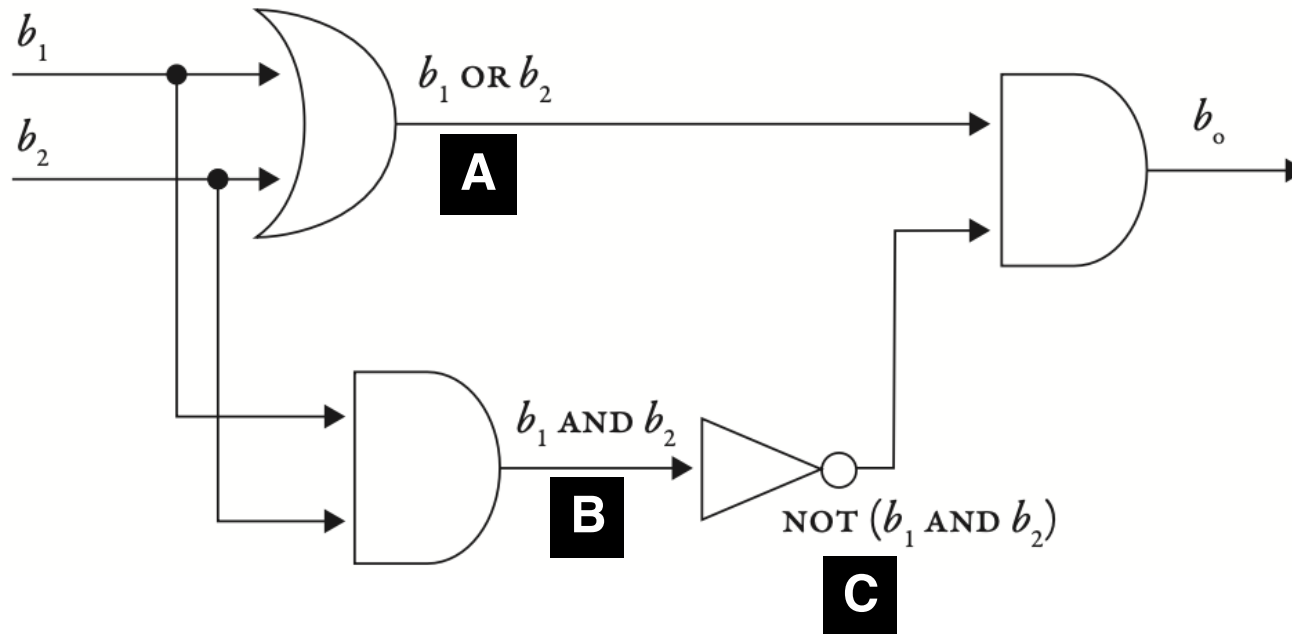 b₁
b₂
b₁ OR b₂
A
bₒ
b₁ AND b₂
B
NOT (b₁ AND b₂)
C